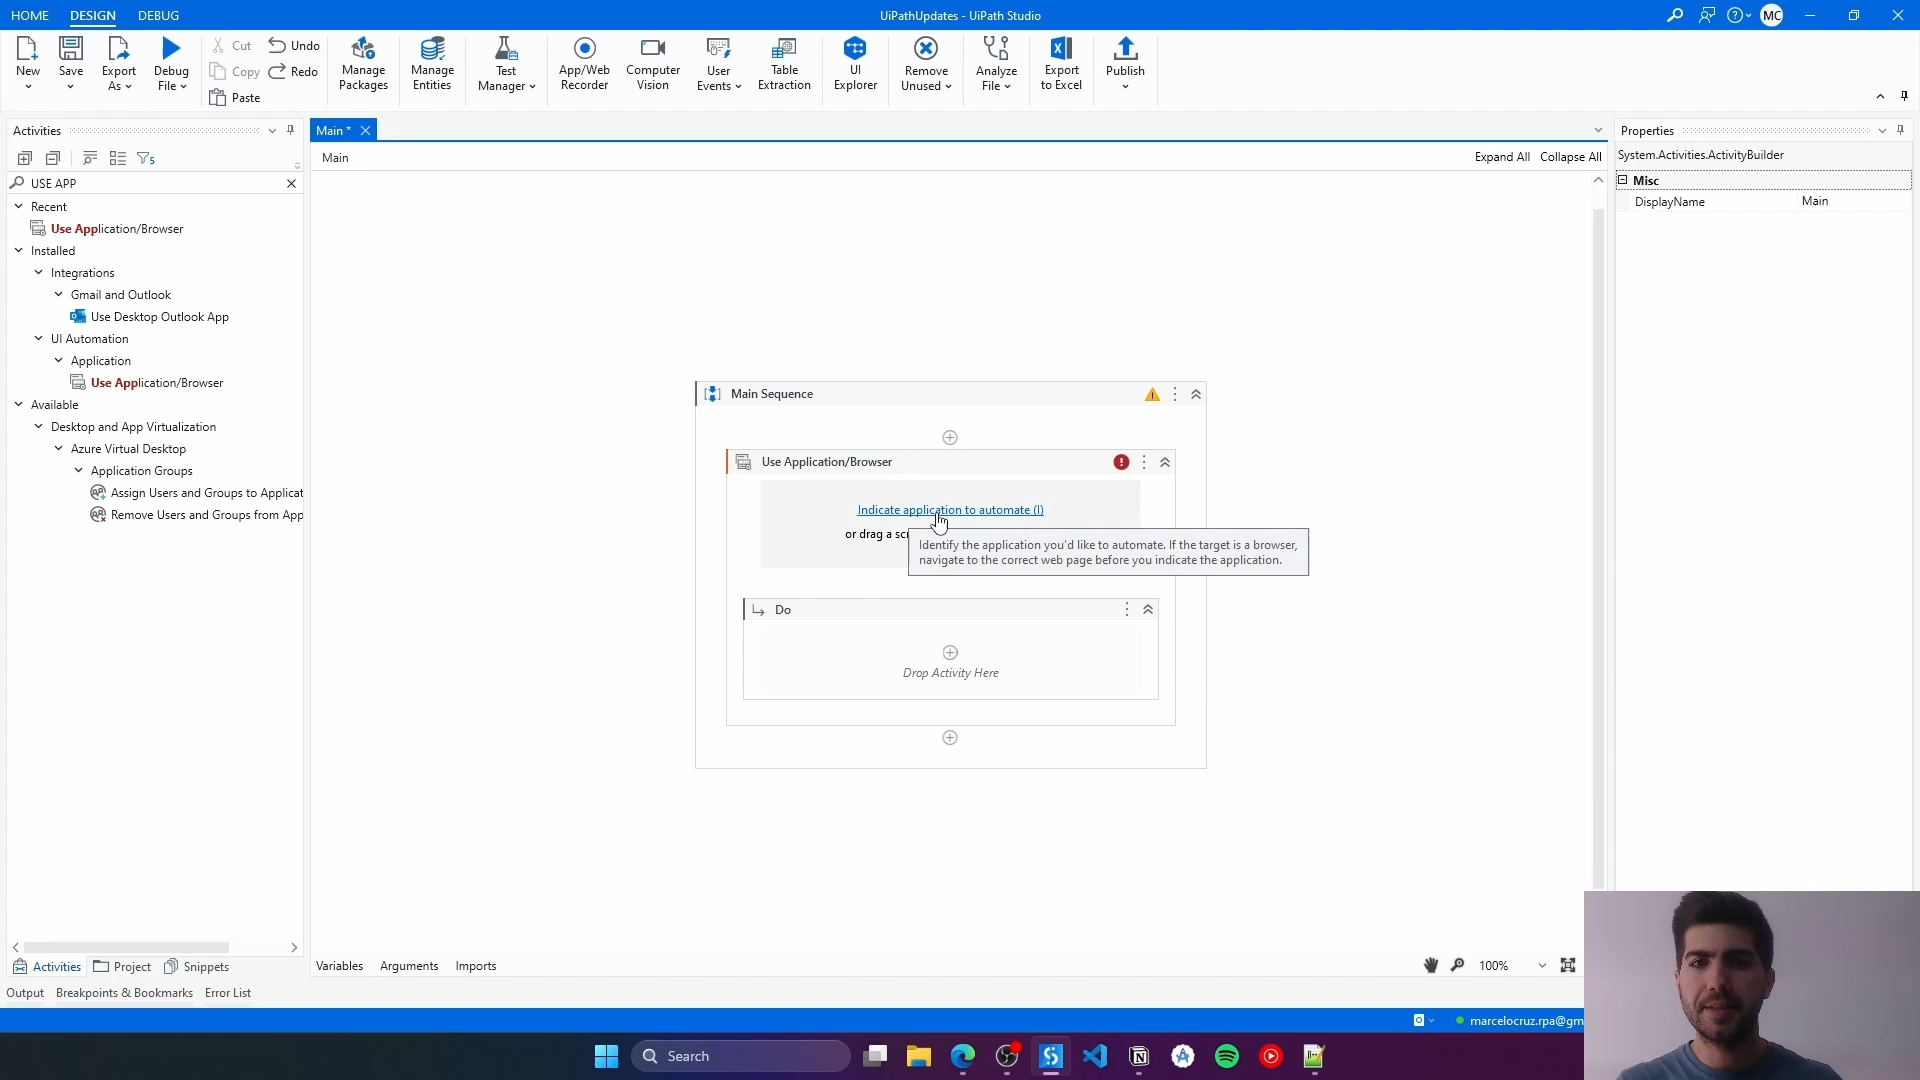 HOME DESIGN DEBUG
UiPathUpdates - UiPath Studio
MC
New
Save
Export As
Debug File
Cut
Copy
Paste
Undo
Redo
Manage Packages
Manage Entities
Test Manager
App/Web Recorder
Computer Vision
User Events
Table Extraction
UI Explorer
Remove Unused
Analyze File
Export to Excel
Publish
Activities
5
USE APP
Recent
Use Application/Browser
Installed
Integrations
Gmail and Outlook
Use Desktop Outlook App
UI Automation
Application
Use Application/Browser
Available
Desktop and App Virtualization
Azure Virtual Desktop
Application Groups
Assign Users and Groups to Applicat
Remove Users and Groups from App
Activities Project Snippets
Main *
Main
Expand All Collapse All
Main Sequence
Use Application/Browser
Indicate application to automate (I)
or drag a scr
Identify the application you'd like to automate. If the target is a browser,
navigate to the correct web page before you indicate the application.
Do
Drop Activity Here
Variables Arguments Imports
100%
Properties
System.Activities.ActivityBuilder
Misc
DisplayName Main
Output Breakpoints & Bookmarks Error List
marcelocruz.rpa@gm
Search